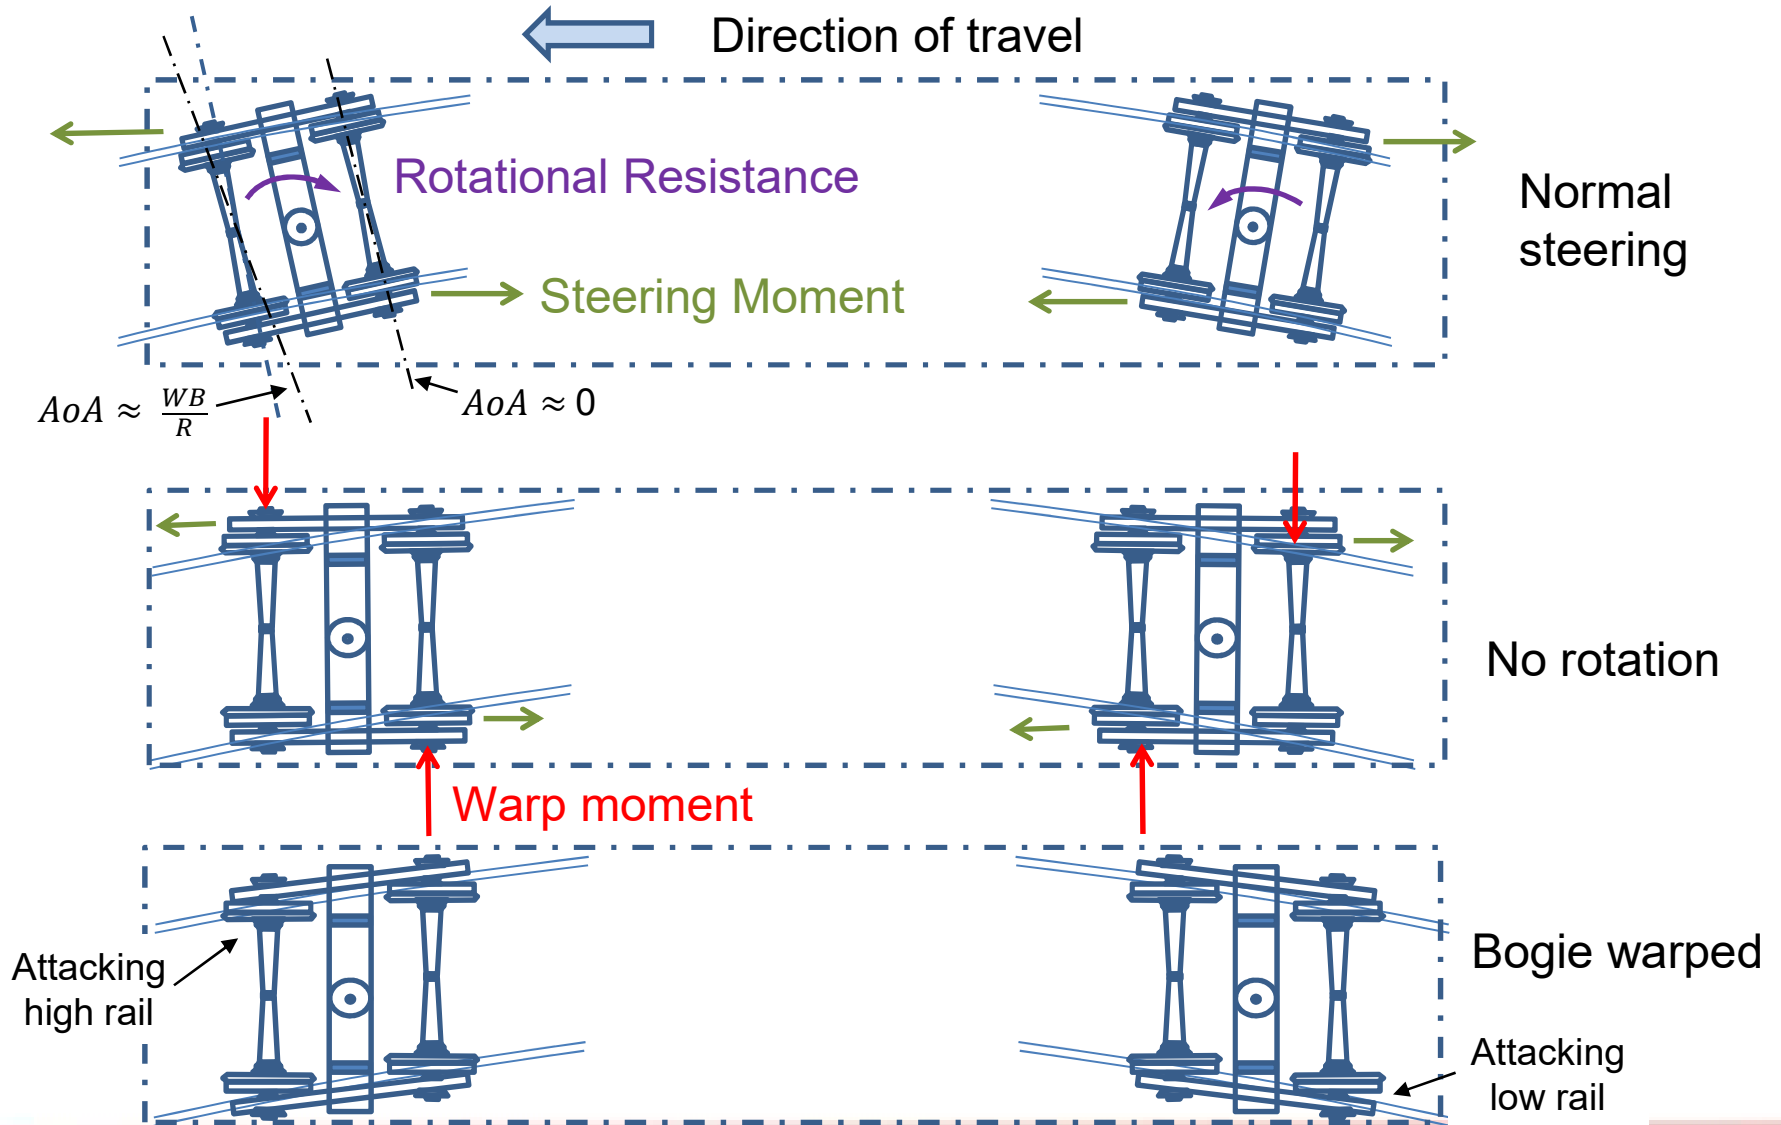 Direction of travel
Rotational Resistance
Normal
steering
Steering Moment
AoA ≈ WB/R
AoA ≈ 0
No rotation
Warp moment
Bogie warped
Attacking
high rail
Attacking
low rail